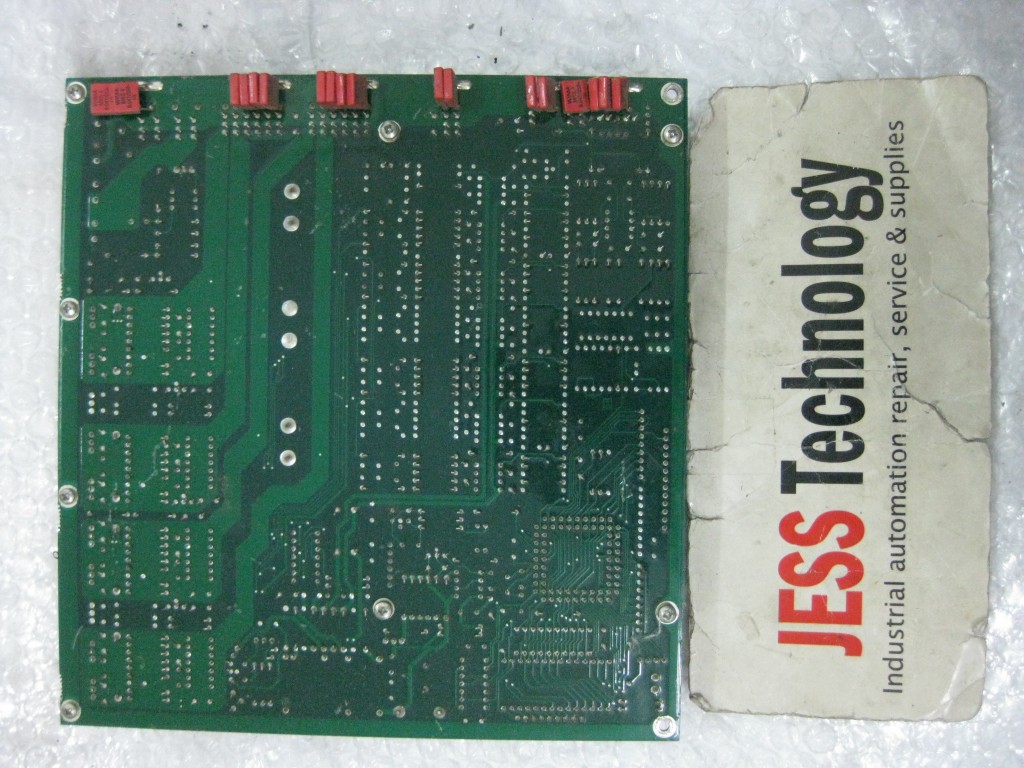 JESS Technology
Industrial automation repair, service & supplies